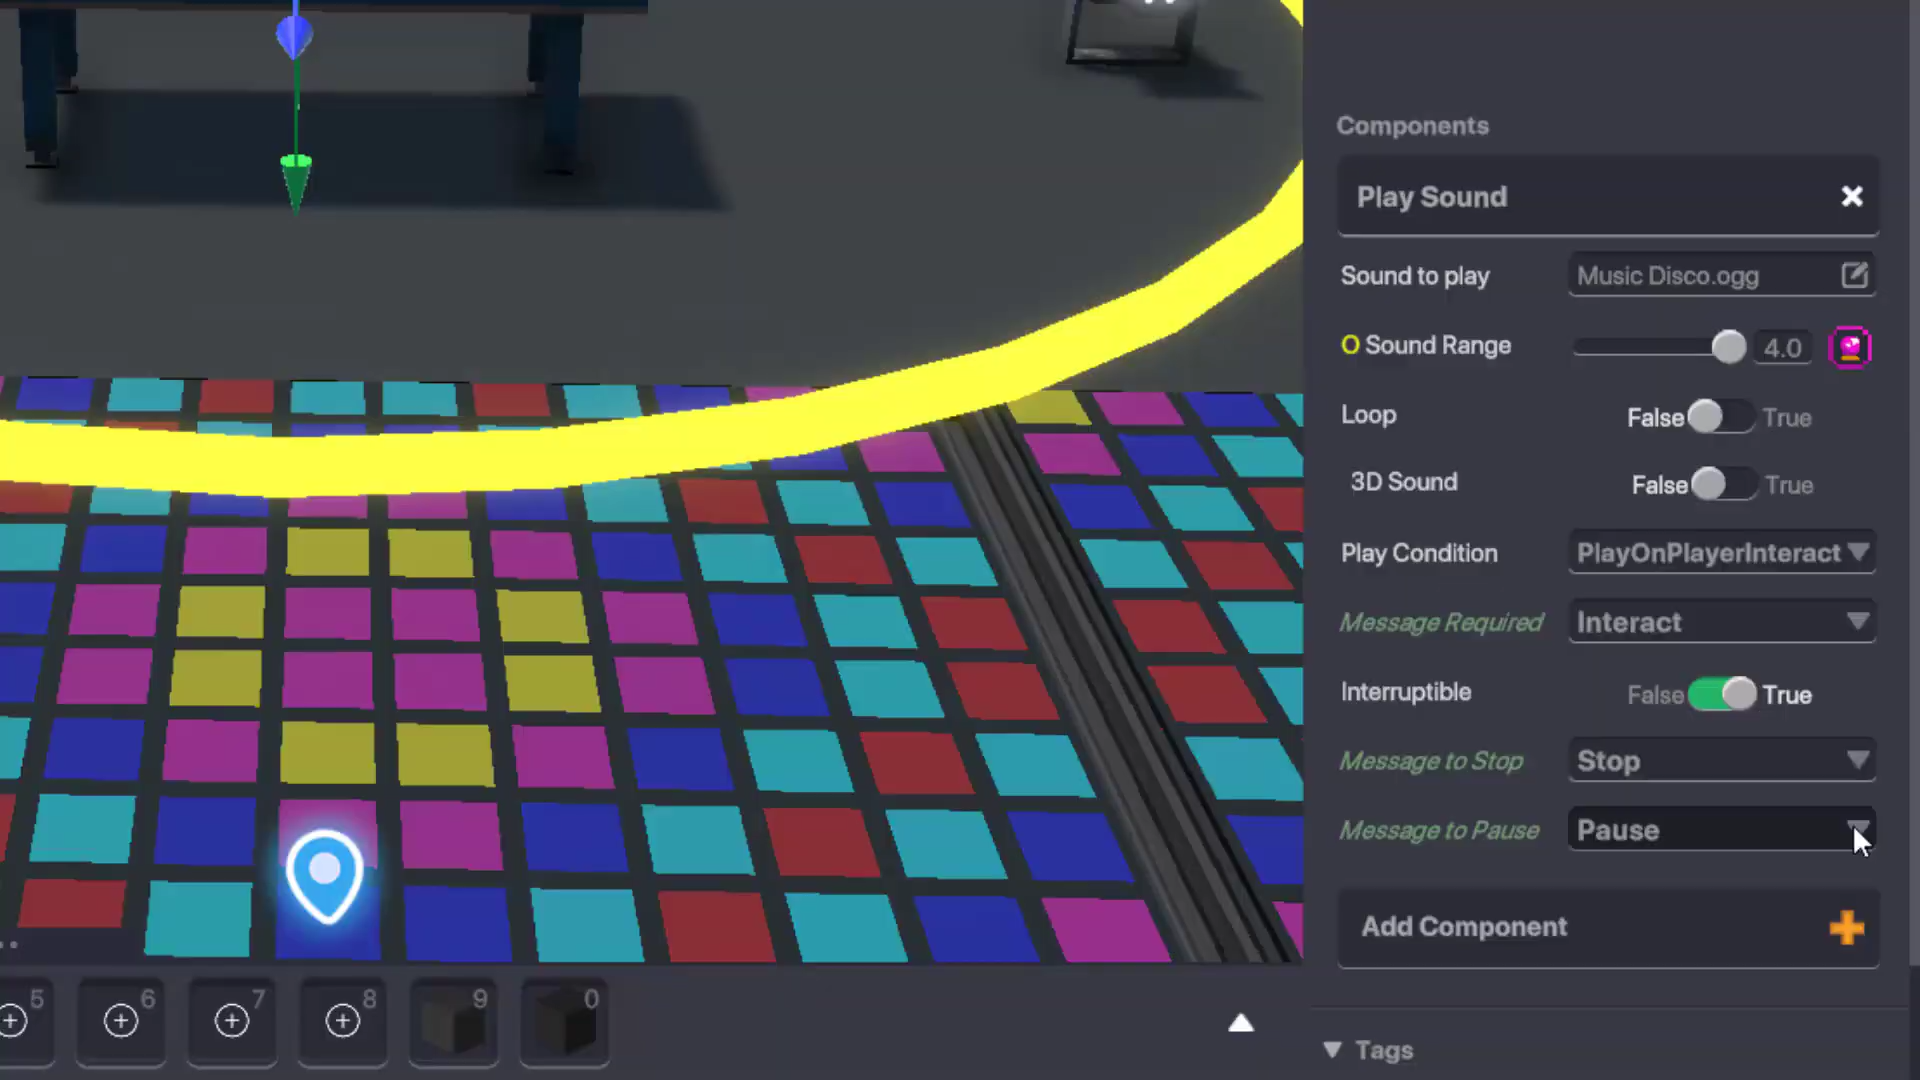 Components
Play Sound
Sound to play Music Disco.ogg
O Sound Range 4.0
Loop False True
3D Sound False True
Play Condition PlayOnPlayerInteract
Message Required Interact
Interruptible False True
Message to Stop Stop
Message to Pause Pause
Add Component
5 6 7 8 9 0
Tags